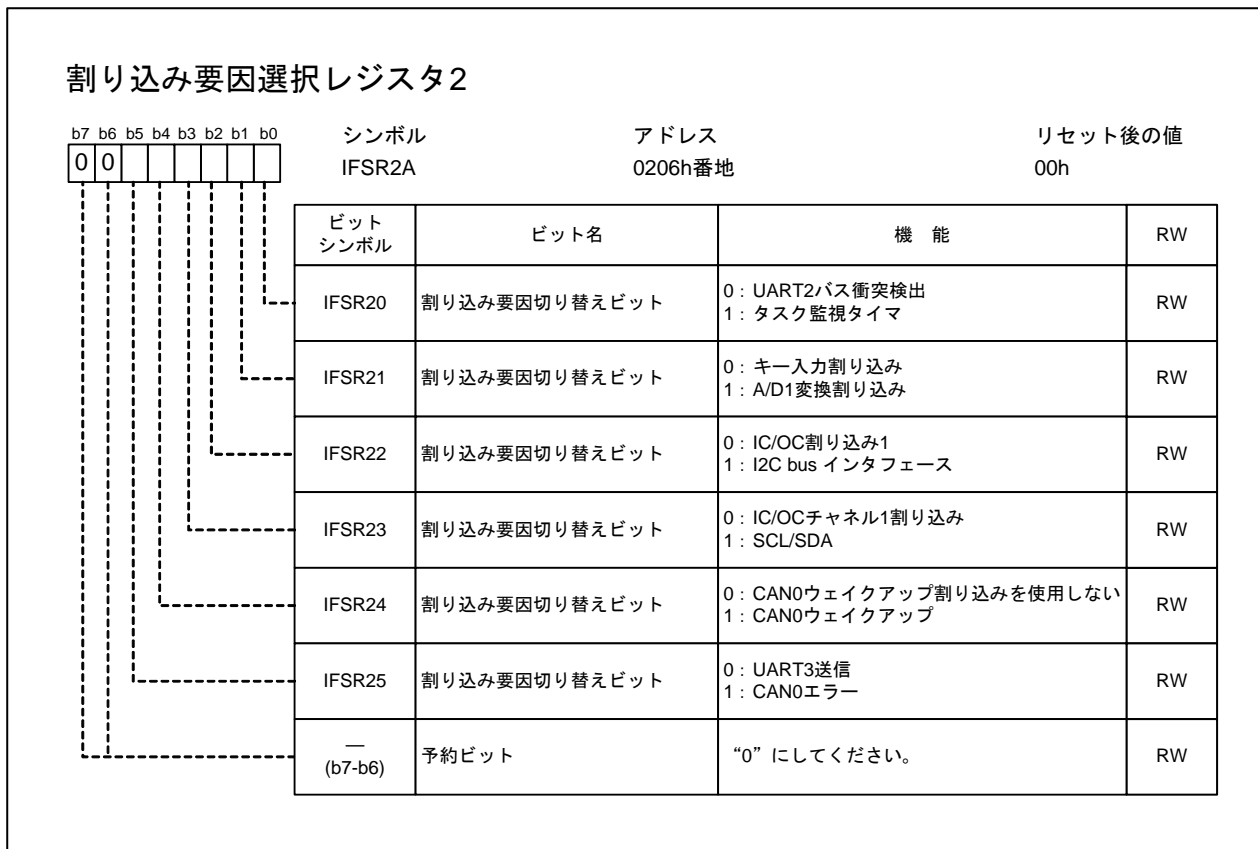 割り込み要因選択レジスタ2
b7 b6 b5 b4 b3 b2 b1 b0
0 0
シンボル アドレス リセット後の値
IFSR2A 0206h番地 00h
ビット
シンボル
ビット名 機　能 RW
IFSR20 割り込み要因切り替えビット
0 : UART2バス衝突検出
1 : タスク監視タイマ
RW
IFSR21 割り込み要因切り替えビット
0 : キー入力割り込み
1 : A/D1変換割り込み
RW
IFSR22 割り込み要因切り替えビット
0 : IC/OC割り込み1
1 : I2C bus インタフェース
RW
IFSR23 割り込み要因切り替えビット
0 : IC/OCチャネル1割り込み
1 : SCL/SDA
RW
IFSR24 割り込み要因切り替えビット
0 : CAN0ウェイクアップ割り込みを使用しない
1 : CAN0ウェイクアップ
RW
IFSR25 割り込み要因切り替えビット
0 : UART3送信
1 : CAN0エラー
RW
—
(b7-b6)
予約ビット “0”にしてください。 RW